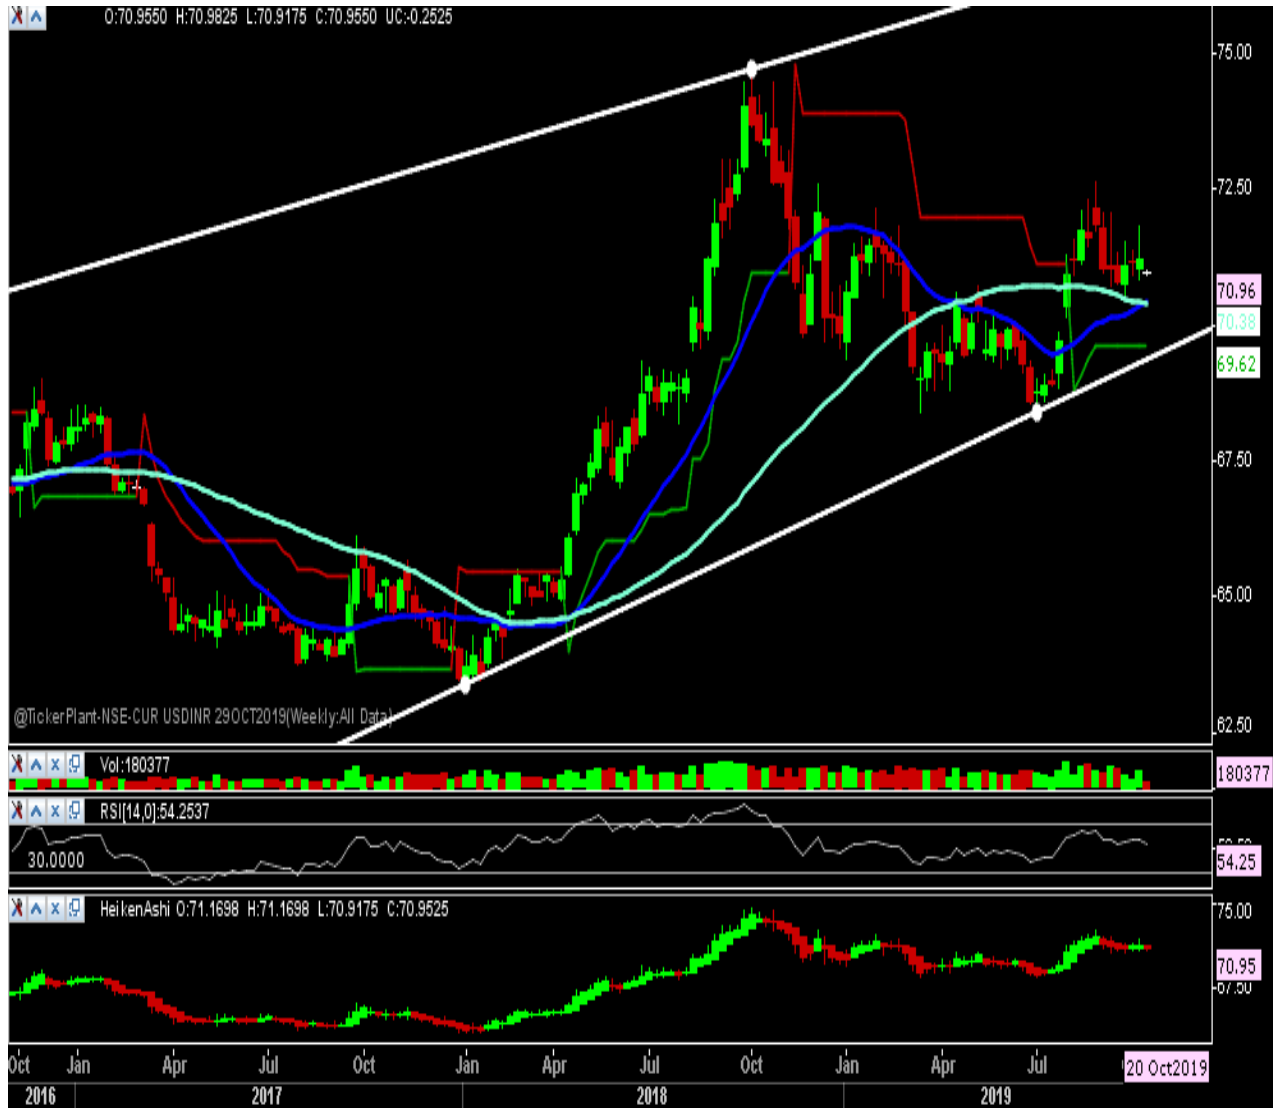 O:70.9550 H:70.9825 L:70.9175 C:70.9550 UC:-0.2525
75.00
72.50
70.96
70.38
69.62
67.50
65.00
62.50
@TickerPlant-NSE-CUR USDINR 29OCT2019(Weekly:All Data)
Vol:180377
180377
RSI[14,0]:54.2537
30.0000
54.25
HeikenAshi O:71.1698 H:71.1698 L:70.9175 C:70.9525
75.00
70.95
67.50
Oct Jan Apr Jul Oct Jan Apr Jul Oct Jan Apr Jul 20 Oct2019
2016 2017 2018 2019